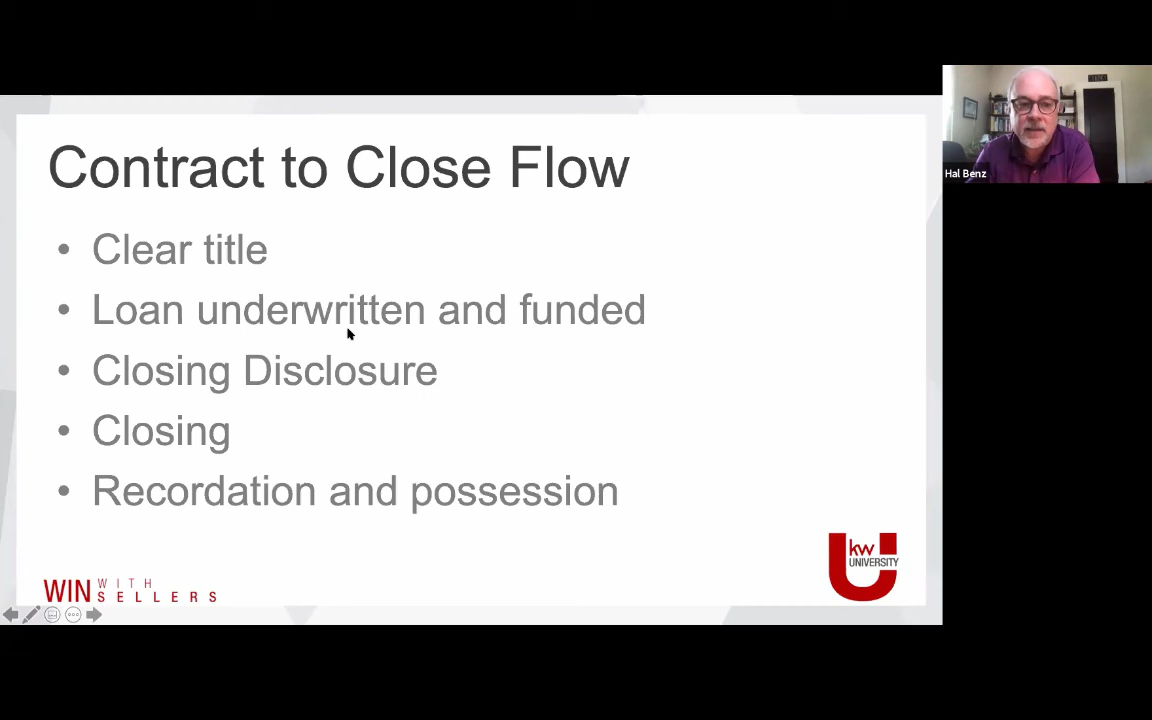 Contract to Close Flow
• Clear title
• Loan underwritten and funded
• Closing Disclosure
• Closing
• Recordation and possession
WIN WITH SELLERS
kw
UNIVERSITY
Hal Benz